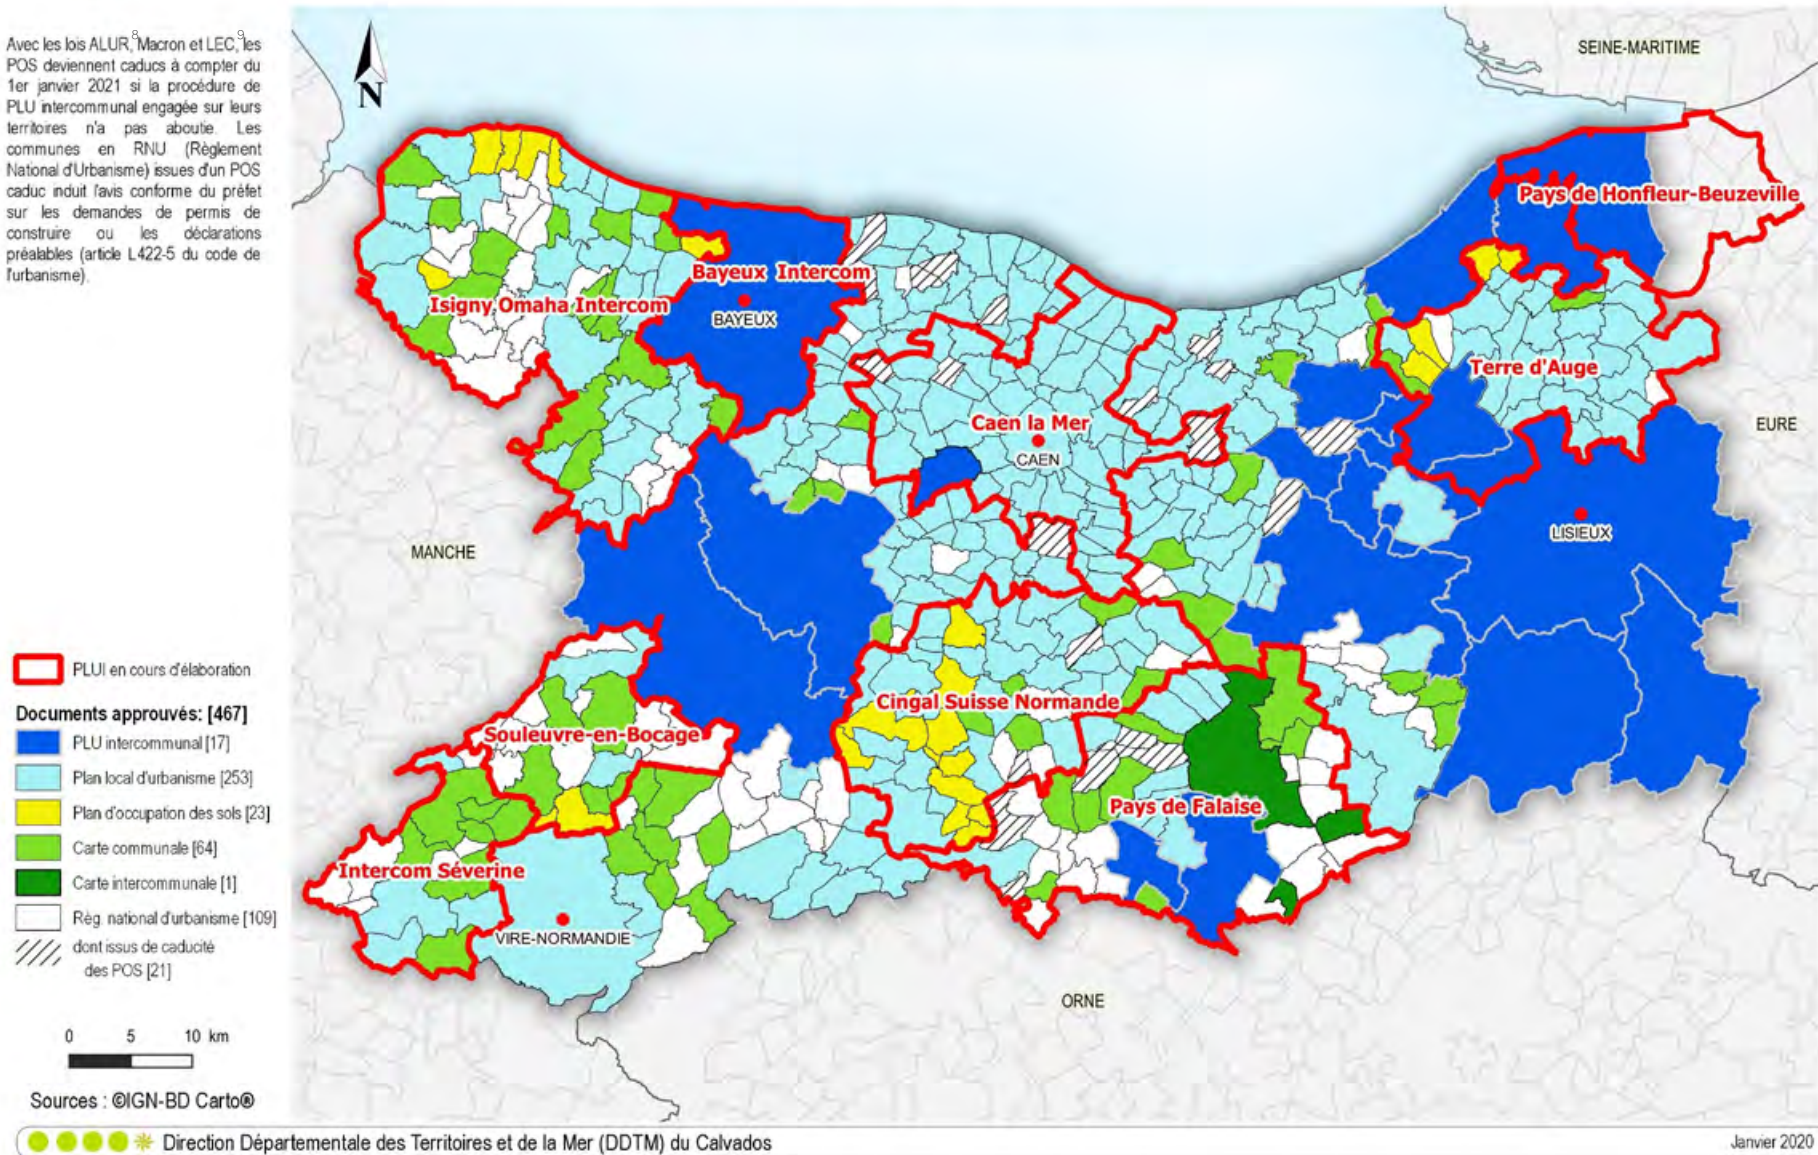 Avec les lois ALUR,8 Macron et LEC,9 les
POS deviennent caducs à compter du
1er janvier 2021 si la procédure de
PLU intercommunal engagée sur leurs
territoires n'a pas aboutie. Les
communes en RNU (Règlement
National d'Urbanisme) issues d'un POS
caduc induit l'avis conforme du préfet
sur les demandes de permis de
construire ou les déclarations
préalables (article L422-5 du code de
l'urbanisme).
N
SEINE-MARITIME
Pays de Honfleur-Beuzeville
Bayeux Intercom
Isigny Omaha Intercom
BAYEUX
Terre d'Auge
Caen la Mer
CAEN
EURE
LISIEUX
MANCHE
Cingal Suisse Normande
Souleuvre-en-Bocage
Pays de Falaise
Intercom Séverine
VIRE-NORMANDIE
ORNE
PLUI en cours d'élaboration
Documents approuvés: [467]
PLU intercommunal [17]
Plan local d'urbanisme [253]
Plan d'occupation des sols [23]
Carte communale [64]
Carte intercommunale [1]
Règ. national d'urbanisme [109]
dont issus de caducité
des POS [21]
0 5 10 km
Sources : ©IGN-BD Carto®
Direction Départementale des Territoires et de la Mer (DDTM) du Calvados
Janvier 2020